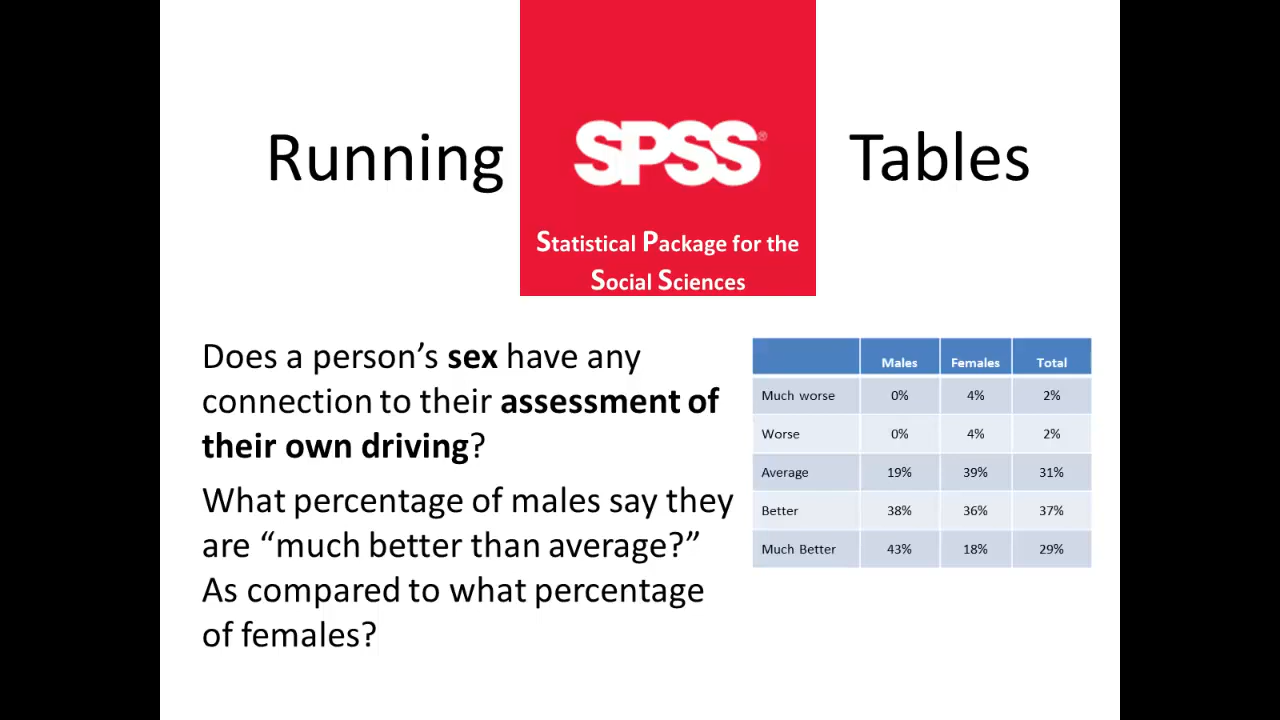 Running SPSS® Tables
Statistical Package for the
Social Sciences
Does a person’s sex have any
connection to their assessment of
their own driving?
What percentage of males say they
are “much better than average?”
As compared to what percentage
of females?
Males Females Total
Much worse 0% 4% 2%
Worse 0% 4% 2%
Average 19% 39% 31%
Better 38% 36% 37%
Much Better 43% 18% 29%